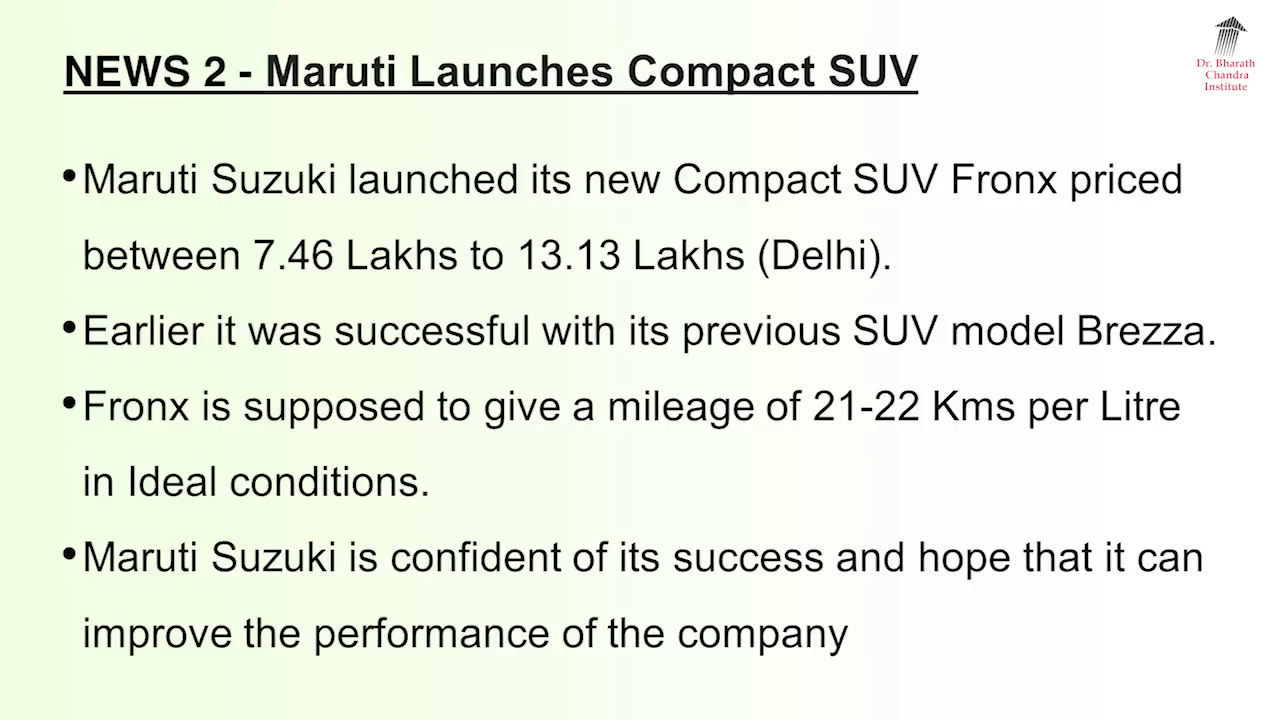 NEWS 2 - Maruti Launches Compact SUV
Dr. Bharath
Chandra
Institute
•Maruti Suzuki launched its new Compact SUV Fronx priced
between 7.46 Lakhs to 13.13 Lakhs (Delhi).
•Earlier it was successful with its previous SUV model Brezza.
•Fronx is supposed to give a mileage of 21-22 Kms per Litre
in Ideal conditions.
•Maruti Suzuki is confident of its success and hope that it can
improve the performance of the company